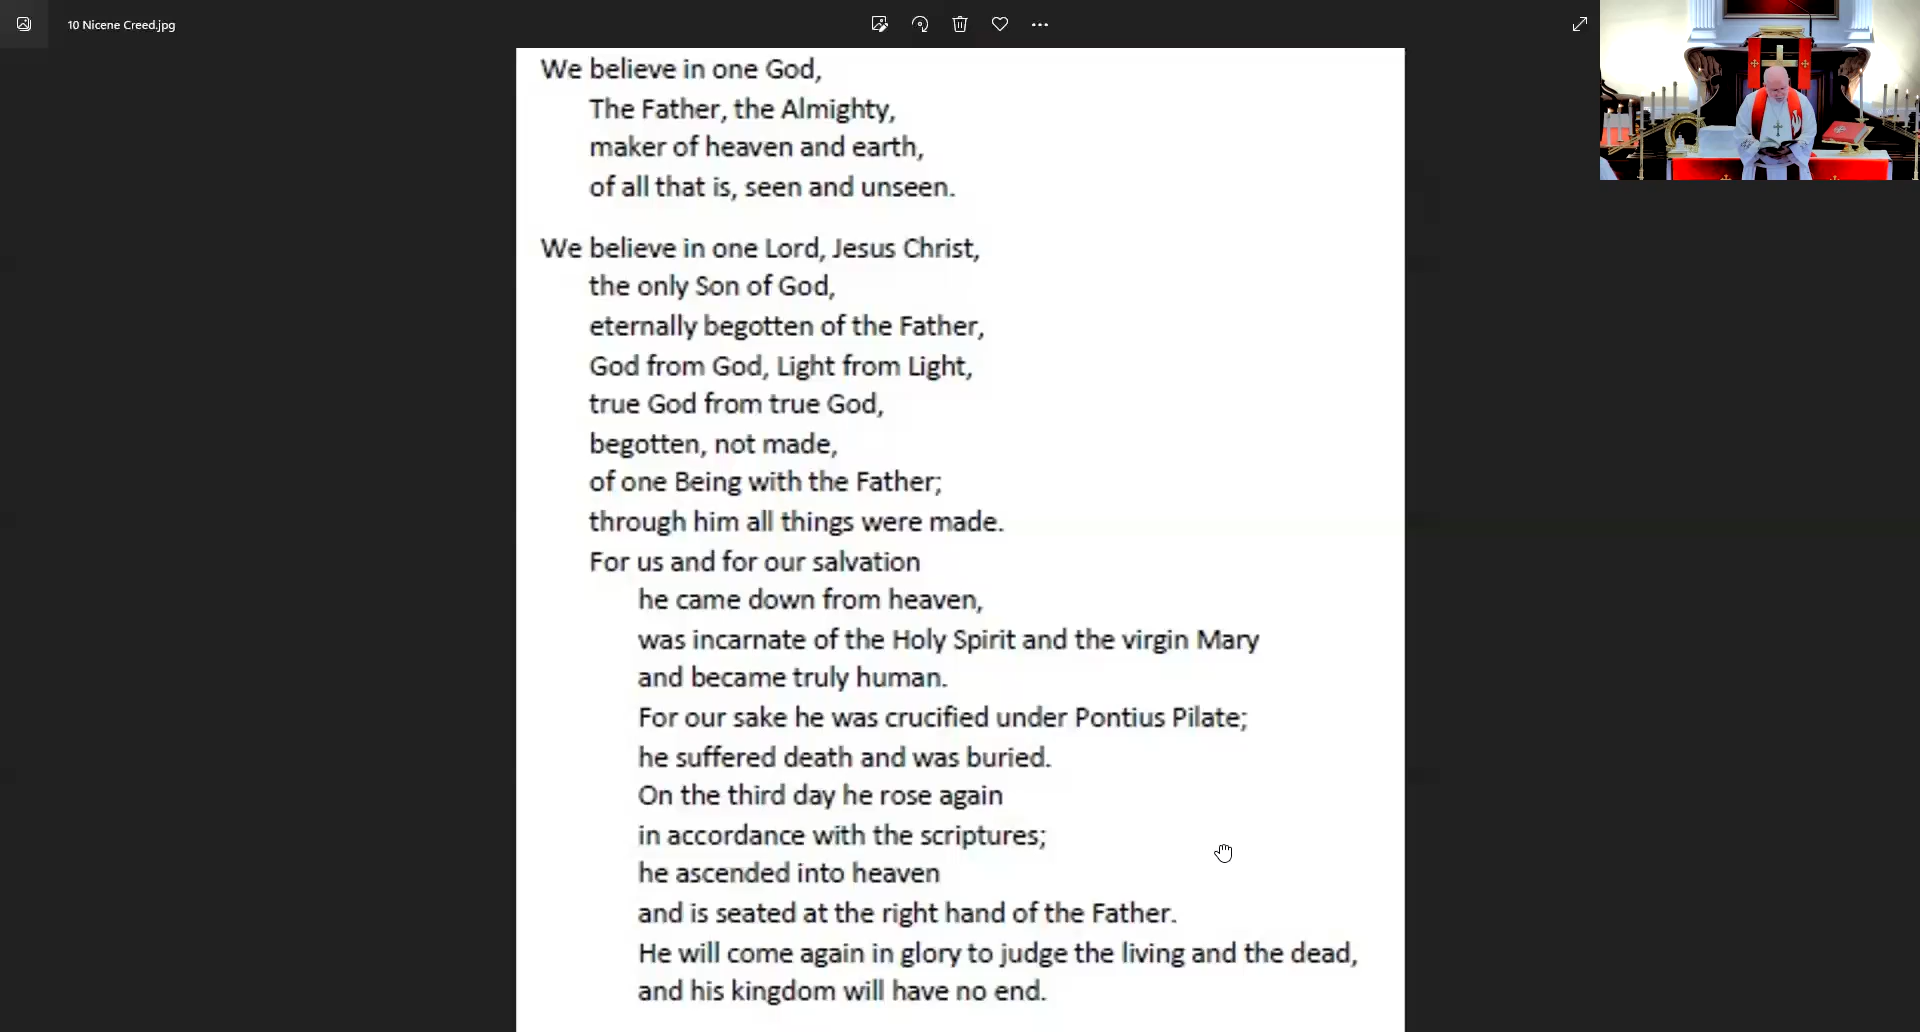 10 Nicene Creed.jpg
We believe in one God,
The Father, the Almighty,
maker of heaven and earth,
of all that is, seen and unseen.
We believe in one Lord, Jesus Christ,
the only Son of God,
eternally begotten of the Father,
God from God, Light from Light,
true God from true God,
begotten, not made,
of one Being with the Father;
through him all things were made.
For us and for our salvation
he came down from heaven,
was incarnate of the Holy Spirit and the virgin Mary
and became truly human.
For our sake he was crucified under Pontius Pilate;
he suffered death and was buried.
On the third day he rose again
in accordance with the scriptures;
he ascended into heaven
and is seated at the right hand of the Father.
He will come again in glory to judge the living and the dead,
and his kingdom will have no end.